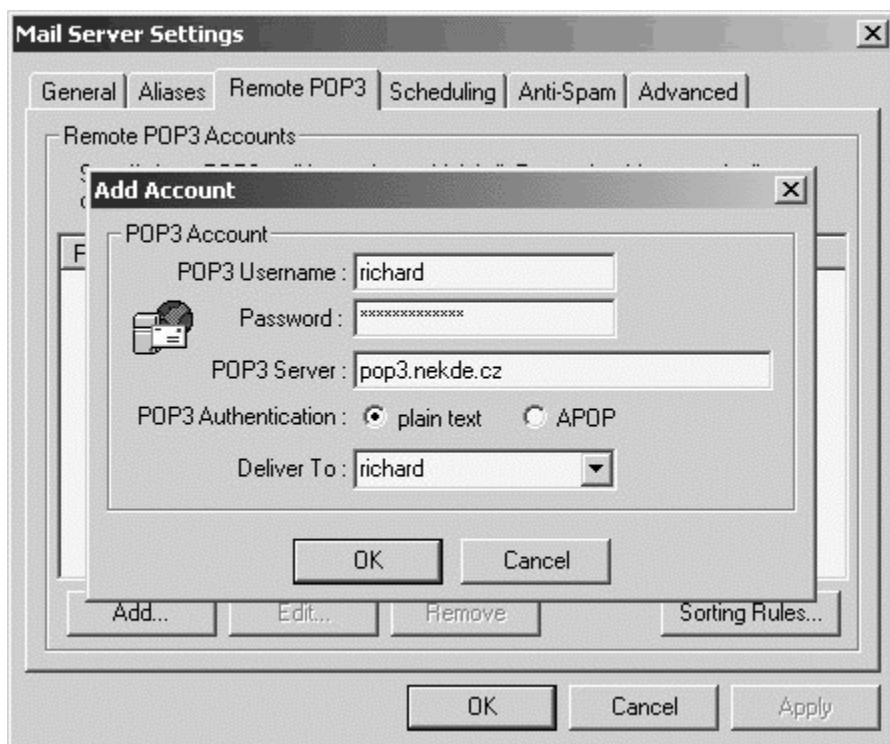 Mail Server Settings
General Aliases Remote POP3 Scheduling Anti-Spam Advanced
Remote POP3 Accounts
Add Account
POP3 Account
POP3 Username : richard
Password : *************
POP3 Server : pop3.nekde.cz
POP3 Authentication : plain text APOP
Deliver To : richard
OK Cancel
Add... Edit... Remove Sorting Rules...
OK Cancel Apply